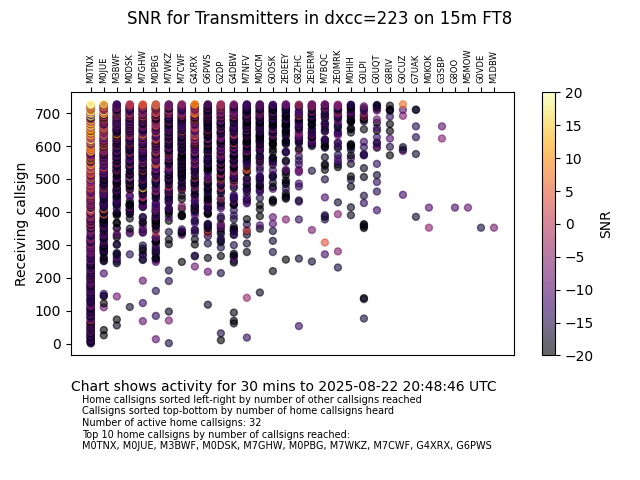 SNR for Transmitters in dxcc=223 on 15m FT8
M0TNX M0JUE M3BWF M0DSK M7GHW M0PBG M7WKZ M7CWF G4XRX G6PWS G2DP G4DBW M7NFV M0KCM G0OSK 2E0EEY G8ZHC 2E0ERM M7BQC 2E0MRK M0HIH G0LPI G0UQT G8RIV G0CUZ G7UAK M0XOK G3SBP G8OO M5MOW G0VDE M1DBW
Receiving callsign
700
600
500
400
300
200
100
0
20
15
10
5
0
−5
−10
−15
−20
SNR
Chart shows activity for 30 mins to 2025-08-22 20:48:46 UTC
Home callsigns sorted left-right by number of other callsigns reached
Callsigns sorted top-bottom by number of home callsigns heard
Number of active home callsigns: 32
Top 10 home callsigns by number of callsigns reached:
M0TNX, M0JUE, M3BWF, M0DSK, M7GHW, M0PBG, M7WKZ, M7CWF, G4XRX, G6PWS